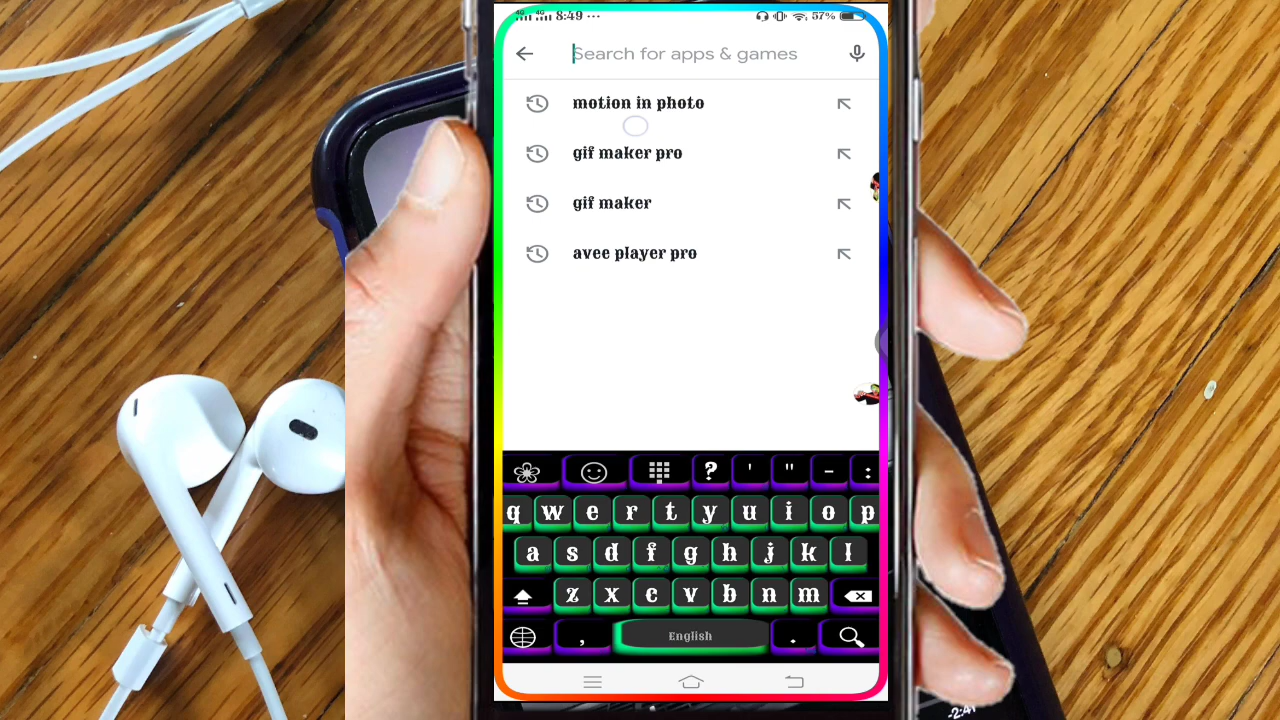 8:49 ... 57%
Search for apps & games
motion in photo
gif maker pro
gif maker
avee player pro
? ' " - :
q w e r t y u i o p
a s d f g h j k l
z x c v b n m
, English .